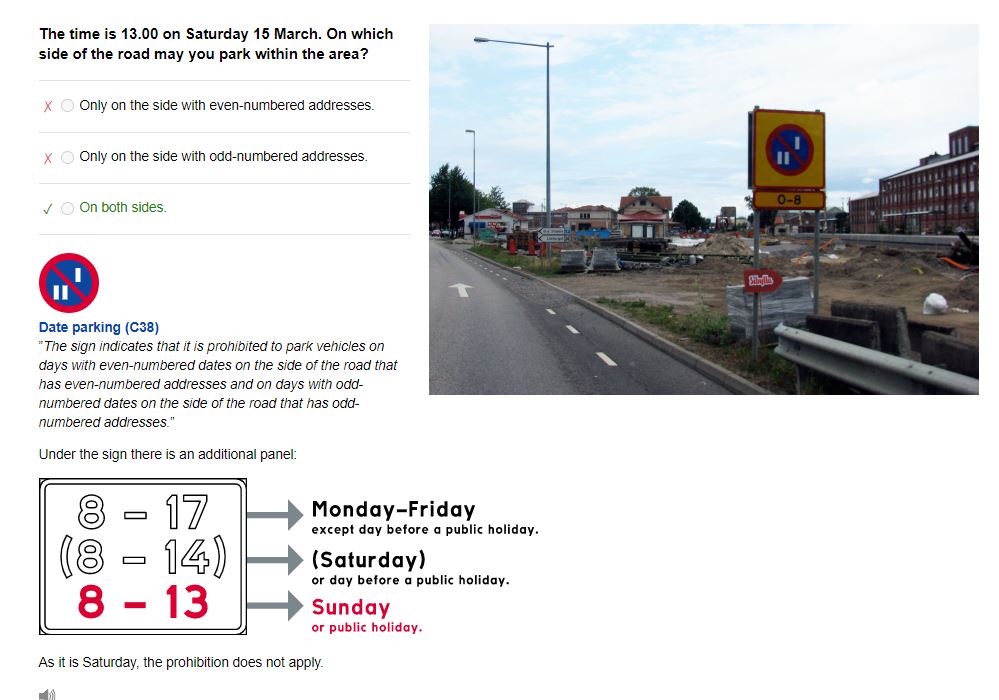 The time is 13.00 on Saturday 15 March. On which
side of the road may you park within the area?
Only on the side with even-numbered addresses.
Only on the side with odd-numbered addresses.
On both sides.
0-8
Sibylla
Date parking (C38)
"The sign indicates that it is prohibited to park vehicles on
days with even-numbered dates on the side of the road that
has even-numbered addresses and on days with odd-
numbered dates on the side of the road that has odd-
numbered addresses."
Under the sign there is an additional panel:
8 – 17
(8 – 14)
8 – 13
Monday–Friday
except day before a public holiday.
(Saturday)
or day before a public holiday.
Sunday
or public holiday.
As it is Saturday, the prohibition does not apply.